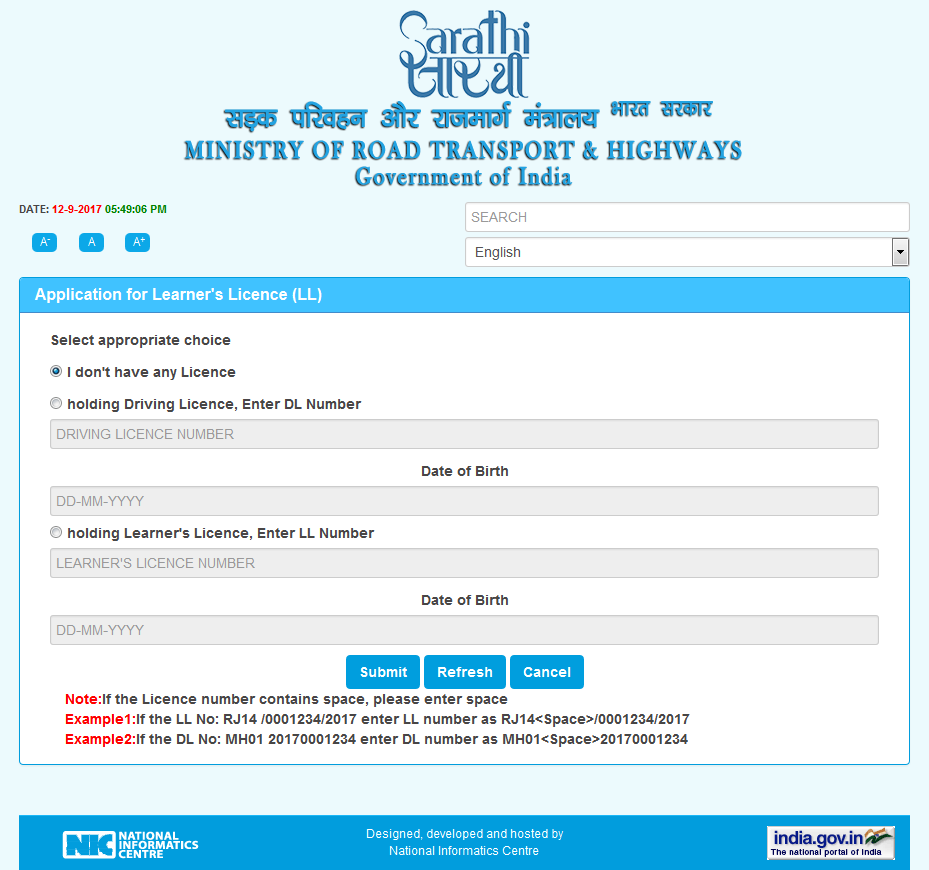 Sarathi
सारथी
सड़क परिवहन और राजमार्ग मंत्रालय भारत सरकार
MINISTRY OF ROAD TRANSPORT & HIGHWAYS
Government of India
DATE: 12-9-2017 05:49:06 PM
SEARCH
A- A A+
English
Application for Learner's Licence (LL)
Select appropriate choice
I don't have any Licence
holding Driving Licence, Enter DL Number
DRIVING LICENCE NUMBER
Date of Birth
DD-MM-YYYY
holding Learner's Licence, Enter LL Number
LEARNER'S LICENCE NUMBER
Date of Birth
DD-MM-YYYY
Submit Refresh Cancel
Note:If the Licence number contains space, please enter space
Example1:If the LL No: RJ14 /0001234/2017 enter LL number as RJ14<Space>/0001234/2017
Example2:If the DL No: MH01 20170001234 enter DL number as MH01<Space>20170001234
NIC NATIONAL
INFORMATICS
CENTRE
Designed, developed and hosted by
National Informatics Centre
india.gov.in
The national portal of India